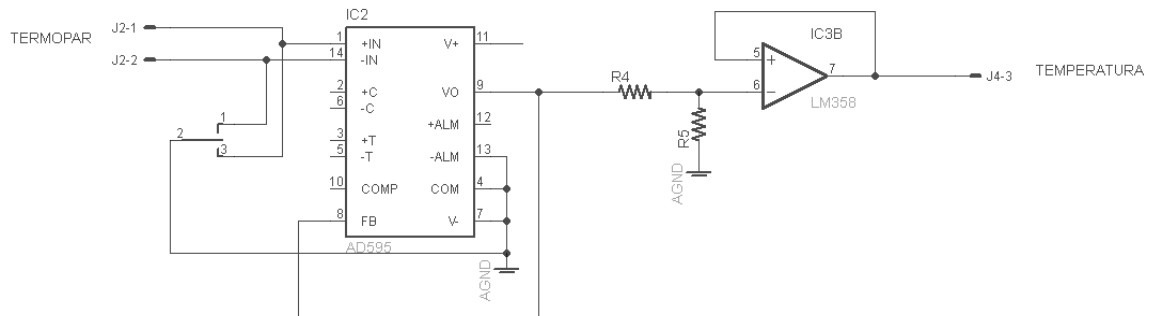 TERMOPAR
J2-1
J2-2
IC2
1 +IN V+ 11
14 -IN
2 +C VO 9
6 -C
+ALM 12
3 +T
5 -T -ALM 13
10 COMP COM 4
8 FB V- 7
AD595
AGND
1
2
3
R4
R5
AGND
IC3B
5 +
6 -
7
LM358
J4-3
TEMPERATURA